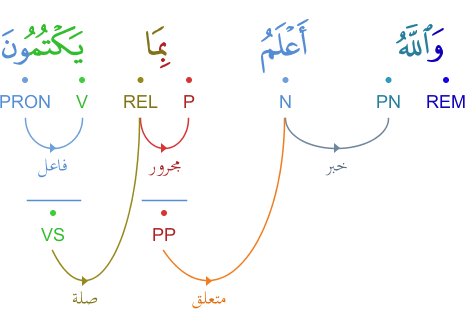 وَٱللَّهُ أَعْلَمُ بِمَا يَكْتُمُونَ
REM PN N P REL V PRON
خبر مجرور فاعل
PP VS
متعلق صلة